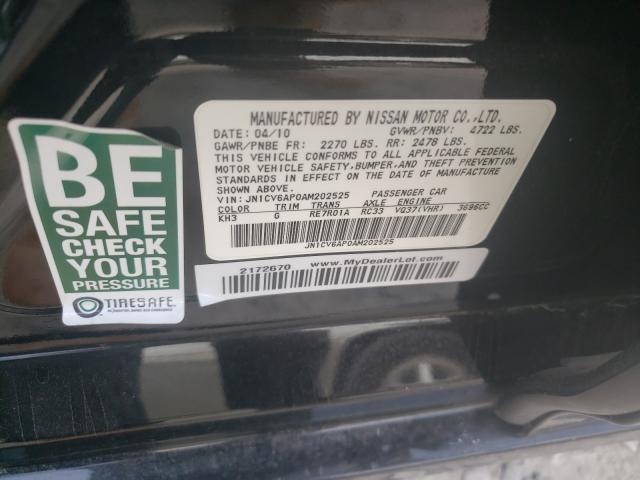 MANUFACTURED BY NISSAN MOTOR CO.,LTD.
DATE: 04/10 GVWR/PNBV: 4722 LBS.
GAWR/PNBE FR: 2270 LBS. RR: 2478 LBS.
THIS VEHICLE CONFORMS TO ALL APPLICABLE FEDERAL
MOTOR VEHICLE SAFETY,BUMPER,AND THEFT PREVENTION
STANDARDS IN EFFECT ON THE DATE OF MANUFACTURE
SHOWN ABOVE.
VIN: JN1CV6AP0AM202525 PASSENGER CAR
COLOR TRIM TRANS AXLE ENGINE
KH3 G RE7R01A RC33 VQ37(VHR) 3696CC
JN1CV6AP0AM202525
2172670 www.MyDealerLot.com
BE
SAFE
CHECK
YOUR
PRESSURE
TIRESAFE